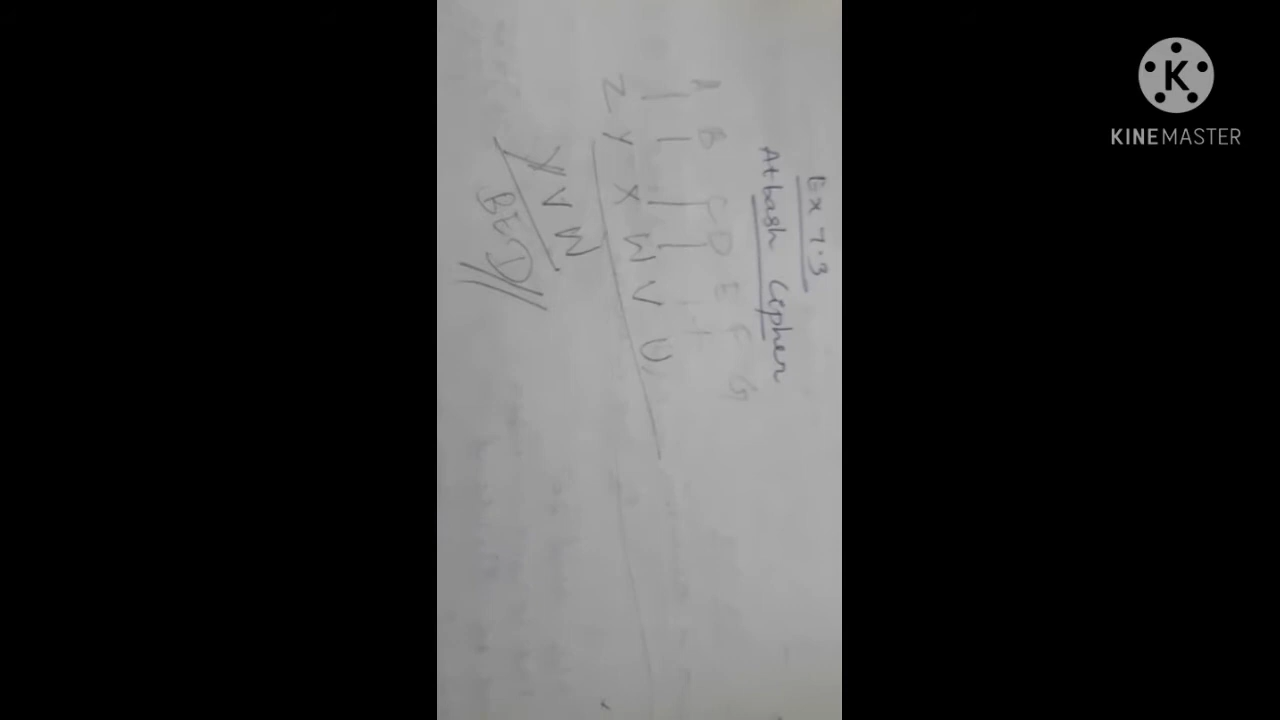 Ex 7.3
Atbash Cipher
A B C D E F G
Z Y X W V U
Y V W
BED
KINEMASTER